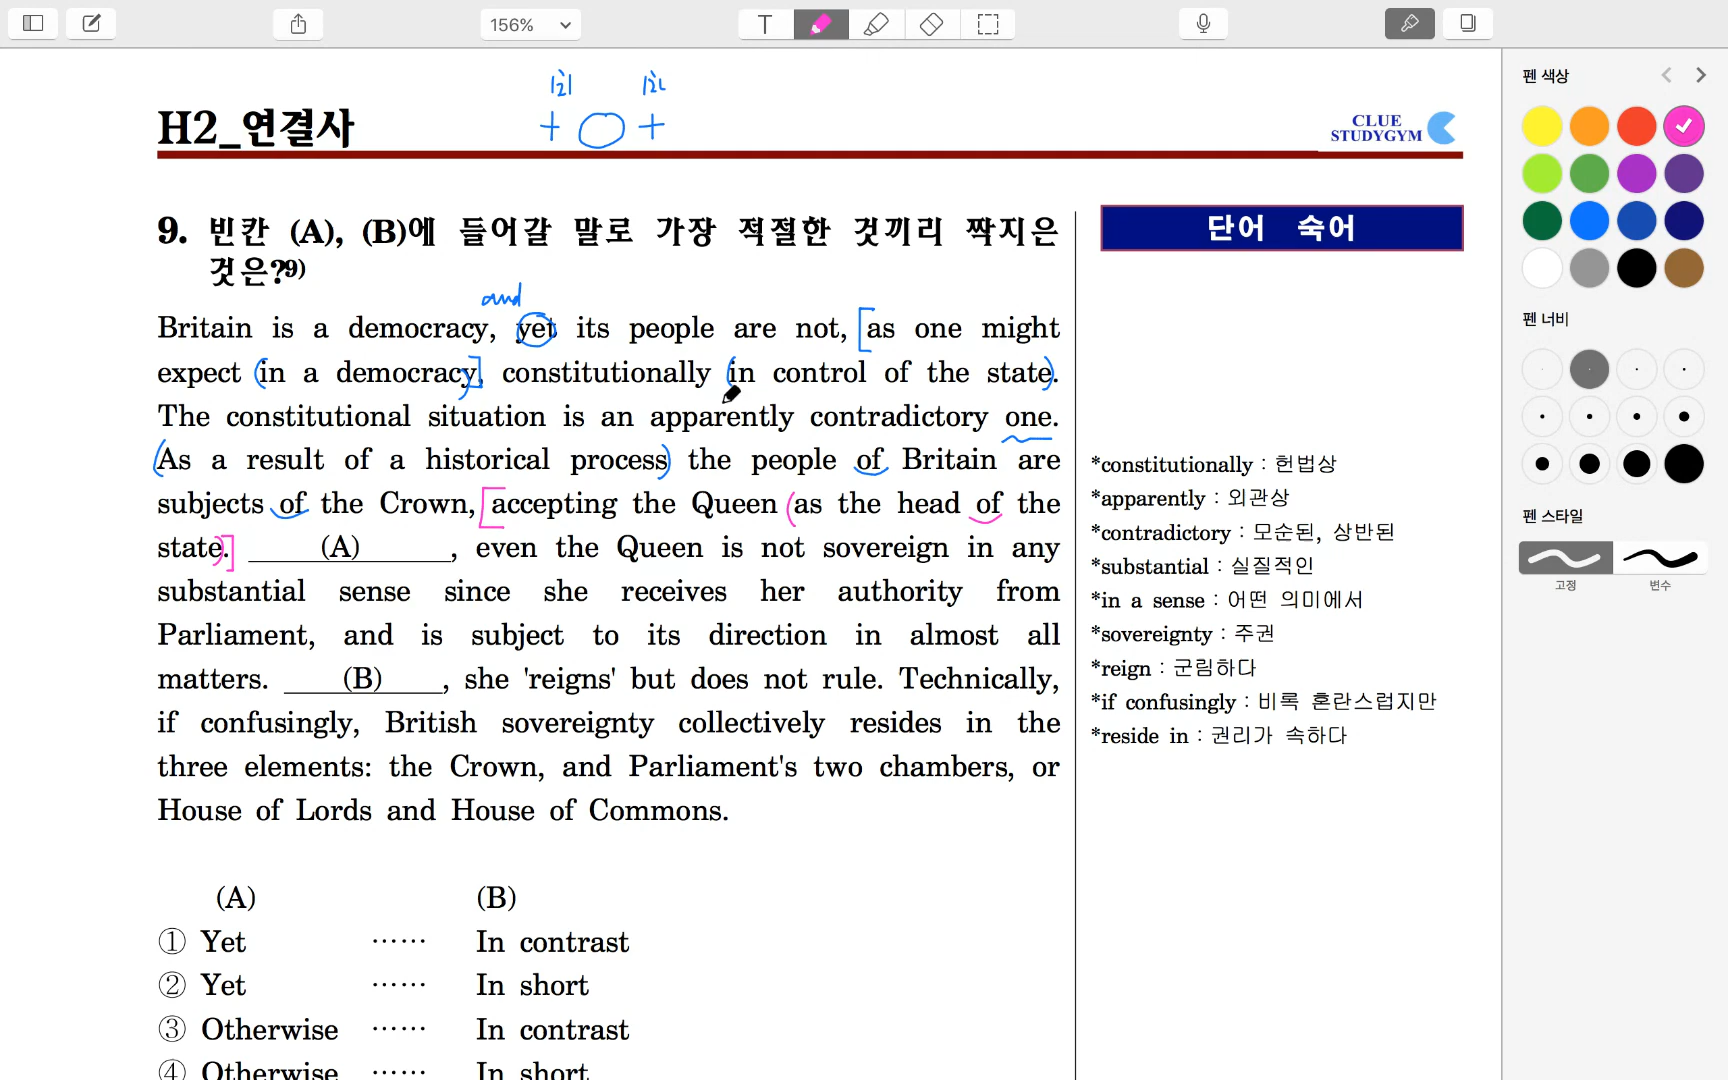 156%
T
H2_연결사
CLUE
STUDYGYM
9. 빈칸 (A), (B)에 들어갈 말로 가장 적절한 것끼리 짝지은
것은?9)
and
Britain is a democracy, yet its people are not, as one might
expect in a democracy, constitutionally in control of the state.
The constitutional situation is an apparently contradictory one.
As a result of a historical process the people of Britain are
subjects of the Crown, accepting the Queen as the head of the
state. (A) , even the Queen is not sovereign in any
substantial sense since she receives her authority from
Parliament, and is subject to its direction in almost all
matters. (B) , she 'reigns' but does not rule. Technically,
if confusingly, British sovereignty collectively resides in the
three elements: the Crown, and Parliament's two chambers, or
House of Lords and House of Commons.
(A) (B)
① Yet …… In contrast
② Yet …… In short
③ Otherwise …… In contrast
④ Otherwise …… In short
단어 숙어
*constitutionally : 헌법상
*apparently : 외관상
*contradictory : 모순된, 상반된
*substantial : 실질적인
*in a sense : 어떤 의미에서
*sovereignty : 주권
*reign : 군림하다
*if confusingly : 비록 혼란스럽지만
*reside in : 권리가 속하다
펜 색상
펜 너비
펜 스타일
고정 변수